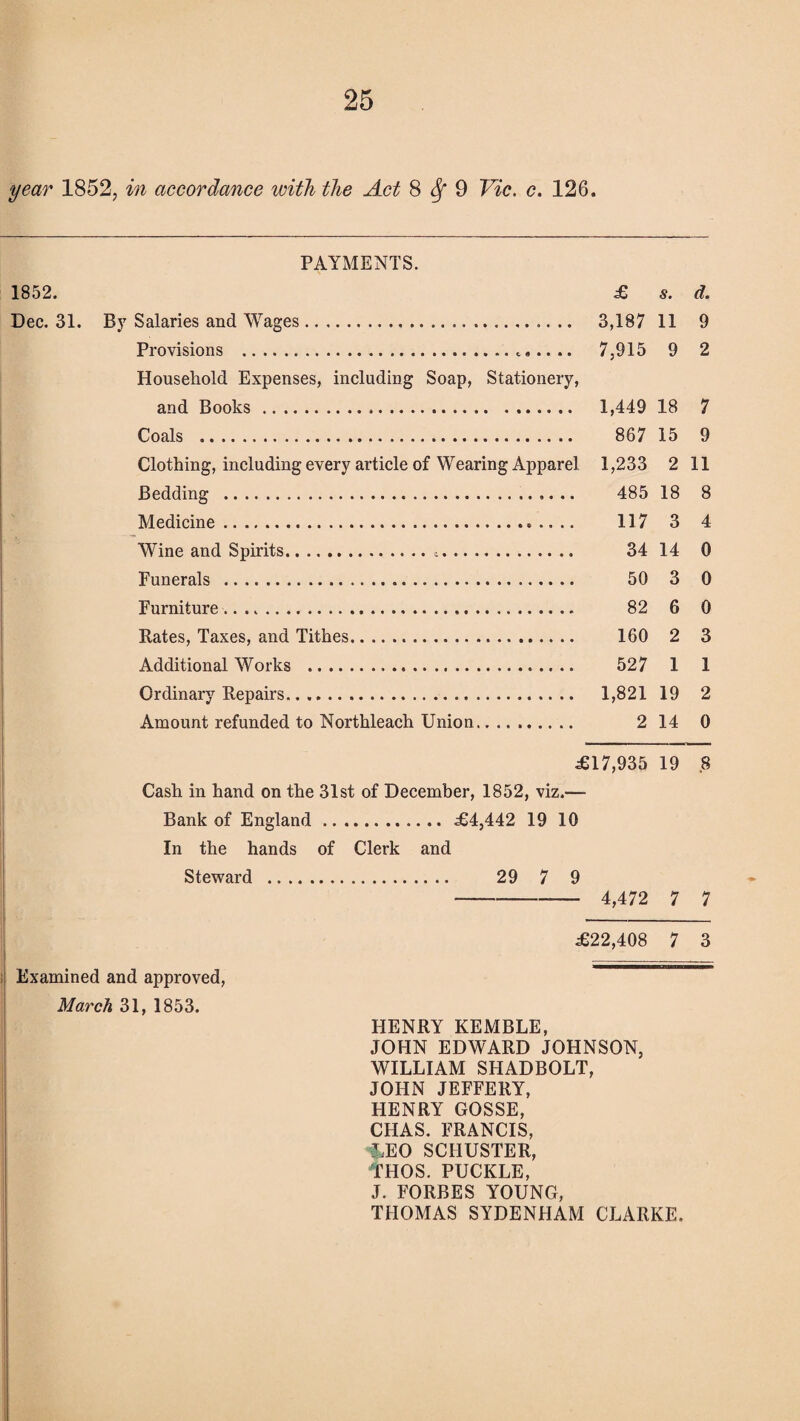 25
year 1852, in accordance with the Act 8 & 9 Vic. c. 126.
PAYMENTS.
1852. £ s. d.
Dec. 31. By Salaries and Wages.......................... 3,187 11 9
Provisions .......................... 7,915 9 2
Household Expenses, including Soap, Stationery,
and Books .......................... 1,449 18 7
Coals .......................... 867 15 9
Clothing, including every article of Wearing Apparel 1,233 2 11
Bedding .......................... 485 18 8
Medicine.......................... 117 3 4
Wine and Spirits.......................... 34 14 0
Funerals .......................... 50 3 0
Furniture.......................... 82 6 0
Rates, Taxes, and Tithes.......................... 160 2 3
Additional Works .......................... 527 1 1
Ordinary Repairs.......................... 1,821 19 2
Amount refunded to Northleach Union........... 2 14 0
£17,935 19 8
Cash in hand on the 31st of December, 1852, viz.—
Bank of England .............. £4,442 19 10
In the hands of Clerk and
Steward .................... 29 7 9
4,472 7 7
£22,408 7 3
Examined and approved,
March 31, 1853.
HENRY KEMBLE,
JOHN EDWARD JOHNSON,
WILLIAM SHADBOLT,
JOHN JEFFERY,
HENRY GOSSE,
CHAS. FRANCIS,
LEO SCHUSTER,
THOS. PUCKLE,
J. FORBES YOUNG,
THOMAS SYDENHAM CLARKE.